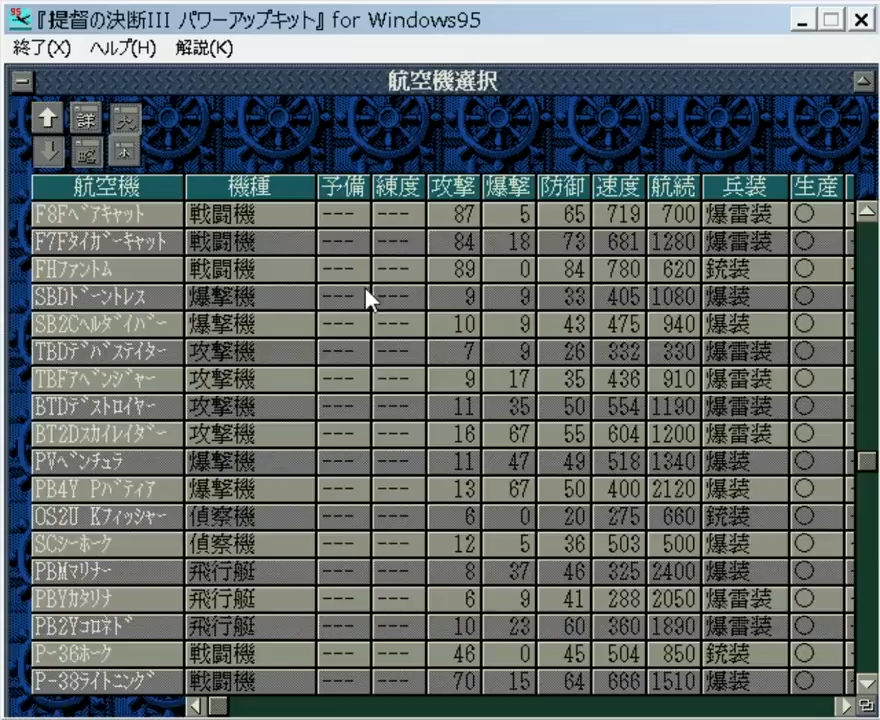 『提督の決断III パワーアップキット』 for Windows95
終了(X) ヘルプ(H) 解説(K)
航空機選択
詳 大
略 小
航空機 機種 予備 練度 攻撃 爆撃 防御 速度 航続 兵装 生産
F8Fベアキャット 戦闘機 --- --- 87 5 65 719 700 爆雷装 ○
F7Fタイガーキャット 戦闘機 --- --- 84 18 73 681 1280 爆雷装 ○
FHファントム 戦闘機 --- --- 89 0 84 780 620 銃装 ○
SBDドーントレス 爆撃機 --- --- 9 9 33 405 1080 爆装 ○
SB2Cヘルダイバー 爆撃機 --- --- 10 9 43 475 940 爆装 ○
TBDデバステイター 攻撃機 --- --- 7 9 26 332 330 爆雷装 ○
TBFアベンジャー 攻撃機 --- --- 9 17 35 436 910 爆雷装 ○
BTDデストロイヤー 攻撃機 --- --- 11 35 50 554 1190 爆雷装 ○
BT2Dスカイレイダー 攻撃機 --- --- 16 67 55 604 1200 爆雷装 ○
PVベンチュラ 爆撃機 --- --- 11 47 49 518 1340 爆装 ○
PB4Y Pバティア 爆撃機 --- --- 13 67 50 400 2120 爆装 ○
OS2U Kフィッシャー 偵察機 --- --- 6 0 20 275 660 銃装 ○
SCシーホーク 偵察機 --- --- 12 5 36 503 500 爆装 ○
PBMマリナー 飛行艇 --- --- 8 37 46 325 2400 爆装 ○
PBYカタリナ 飛行艇 --- --- 6 9 41 288 2050 爆雷装 ○
PB2Yコロネド 飛行艇 --- --- 10 23 60 360 1890 爆雷装 ○
P-36ホーク 戦闘機 --- --- 46 0 45 504 850 銃装 ○
P-38ライトニング 戦闘機 --- --- 70 15 64 666 1510 爆装 ○